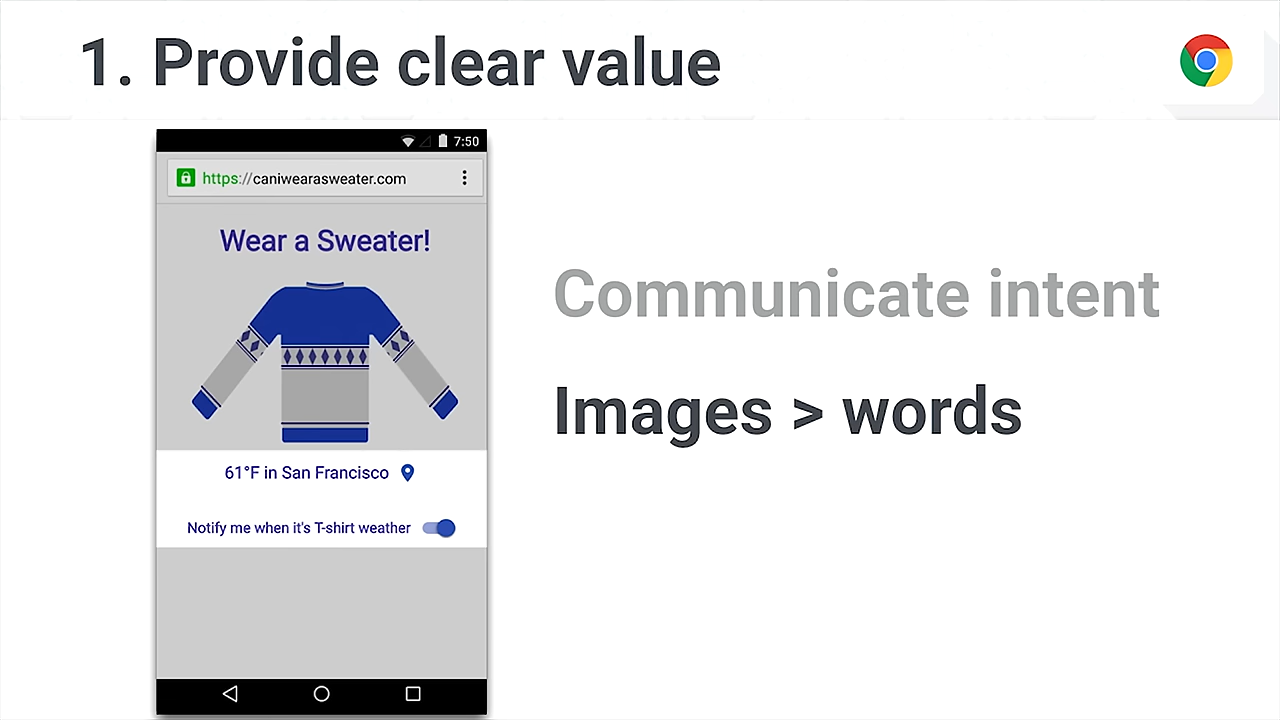 1. Provide clear value
7:50
https://caniwearasweater.com
Wear a Sweater!
61°F in San Francisco
Notify me when it's T-shirt weather
Communicate intent
Images > words